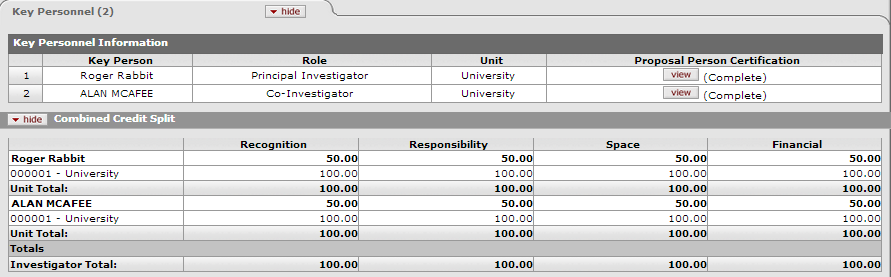 Key Personnel (2) hide
Key Personnel Information
Key Person Role Unit Proposal Person Certification
1 Roger Rabbit Principal Investigator University view (Complete)
2 ALAN MCAFEE Co-Investigator University view (Complete)
hide Combined Credit Split
Recognition Responsibility Space Financial
Roger Rabbit 50.00 50.00 50.00 50.00
000001 - University 100.00 100.00 100.00 100.00
Unit Total: 100.00 100.00 100.00 100.00
ALAN MCAFEE 50.00 50.00 50.00 50.00
000001 - University 100.00 100.00 100.00 100.00
Unit Total: 100.00 100.00 100.00 100.00
Totals
Investigator Total: 100.00 100.00 100.00 100.00